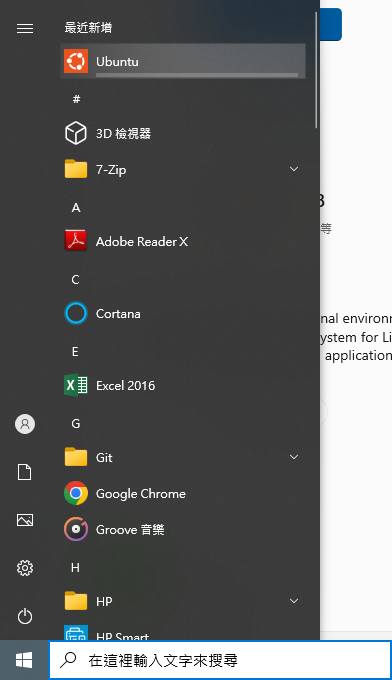 最近新增
Ubuntu
#
3D 檢視器
7-Zip
A
Adobe Reader X
C
Cortana
E
Excel 2016
G
Git
Google Chrome
Groove 音樂
H
HP
HP Smart
在這裡輸入文字來搜尋
等
nal environ
ystem for Li
application